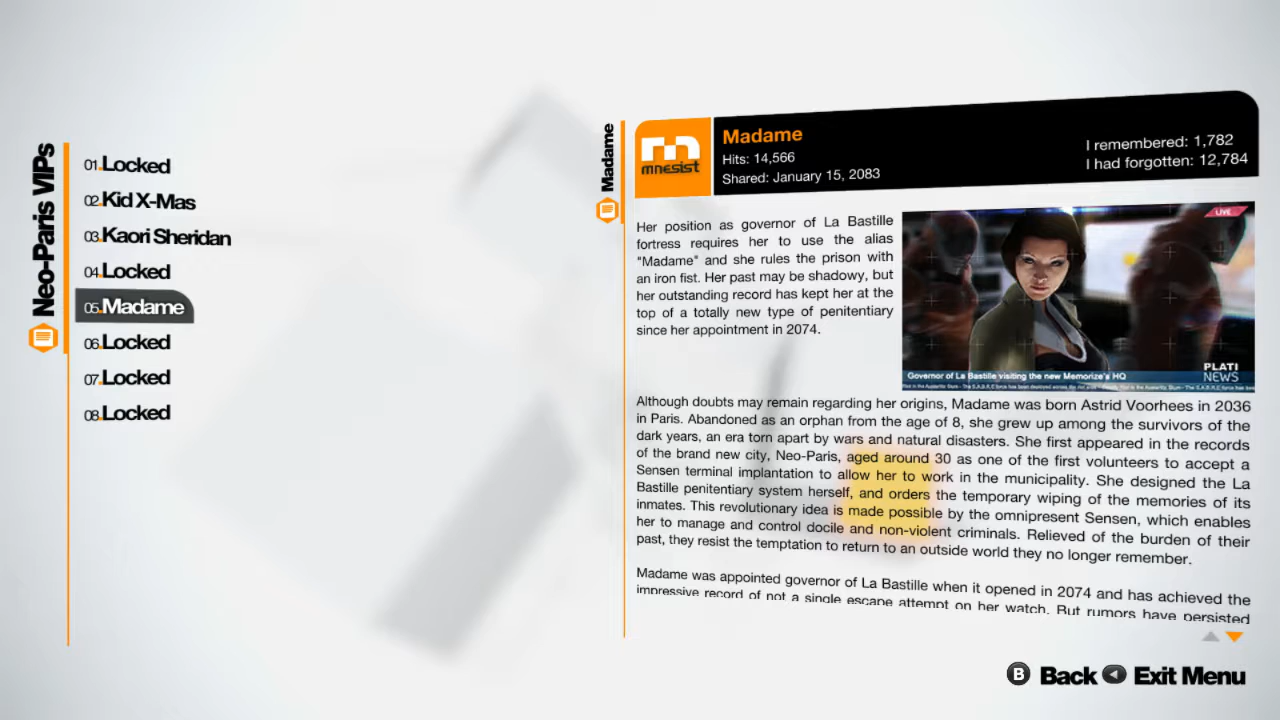 Neo-Paris VIPs
01.Locked
02.Kid X-Mas
03.Kaori Sheridan
04.Locked
05.Madame
06.Locked
07.Locked
08.Locked
Madame
mnesist
Madame
Hits: 14,566
Shared: January 15, 2083
I remembered: 1,782
I had forgotten: 12,784
Her position as governor of La Bastille
fortress requires her to use the alias
"Madame" and she rules the prison with
an iron fist. Her past may be shadowy, but
her outstanding record has kept her at the
top of a totally new type of penitentiary
since her appointment in 2074.
LIVE
Governor of La Bastille visiting the new Memorize's HQ
PLATI
NEWS
Although doubts may remain regarding her origins, Madame was born Astrid Voorhees in 2036
in Paris. Abandoned as an orphan from the age of 8, she grew up among the survivors of the
dark years, an era torn apart by wars and natural disasters. She first appeared in the records
of the brand new city, Neo-Paris, aged around 30 as one of the first volunteers to accept a
Sensen terminal implantation to allow her to work in the municipality. She designed the La
Bastille penitentiary system herself, and orders the temporary wiping of the memories of its
inmates. This revolutionary idea is made possible by the omnipresent Sensen, which enables
her to manage and control docile and non-violent criminals. Relieved of the burden of their
past, they resist the temptation to return to an outside world they no longer remember.
Madame was appointed governor of La Bastille when it opened in 2074 and has achieved the
impressive record of not a single escape attempt on her watch. But rumors have persisted
B Back Exit Menu